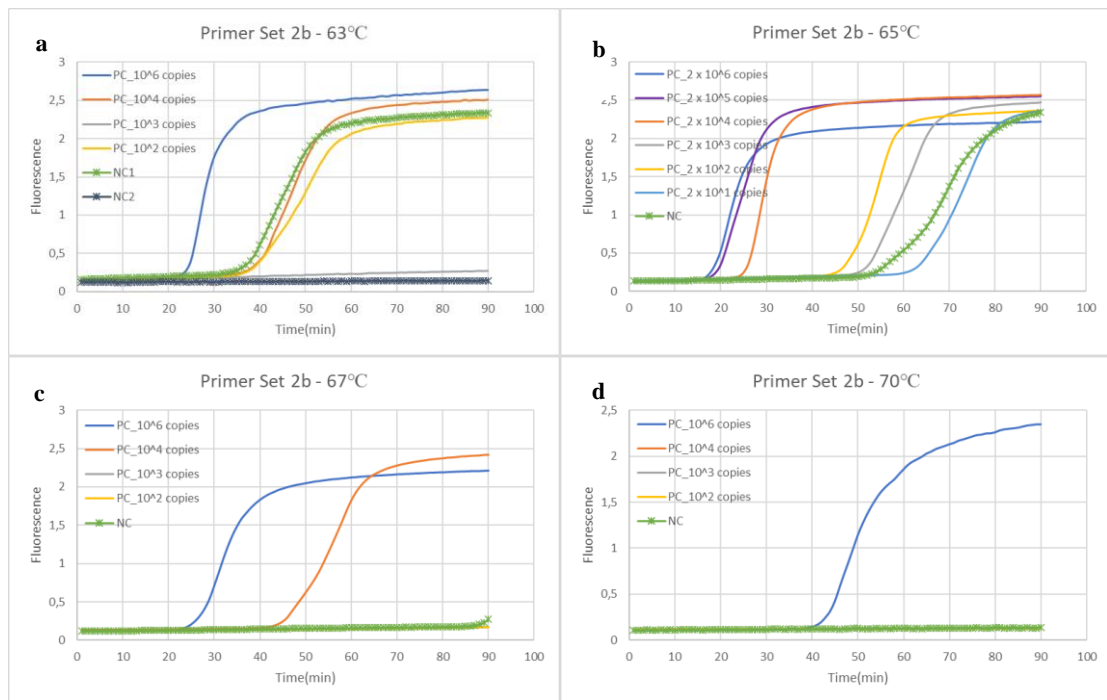 a
Primer Set 2b - 63℃
3
2,5
2
1,5
1
0,5
0
Fluorescence
PC_10^6 copies
PC_10^4 copies
PC_10^3 copies
PC_10^2 copies
NC1
NC2
0 10 20 30 40 50 60 70 80 90 100
Time(min)
b
Primer Set 2b - 65℃
3
2,5
2
1,5
1
0,5
0
Fluorescence
PC_2 x 10^6 copies
PC_2 x 10^5 copies
PC_2 x 10^4 copies
PC_2 x 10^3 copies
PC_2 x 10^2 copies
PC_2 x 10^1 copies
NC
0 10 20 30 40 50 60 70 80 90 100
Time(min)
c
Primer Set 2b - 67℃
3
2,5
2
1,5
1
0,5
0
Fluorescence
PC_10^6 copies
PC_10^4 copies
PC_10^3 copies
PC_10^2 copies
NC
0 10 20 30 40 50 60 70 80 90 100
Time(min)
d
Primer Set 2b - 70℃
3
2,5
2
1,5
1
0,5
0
Fluorescence
PC_10^6 copies
PC_10^4 copies
PC_10^3 copies
PC_10^2 copies
NC
0 10 20 30 40 50 60 70 80 90 100
Time(min)